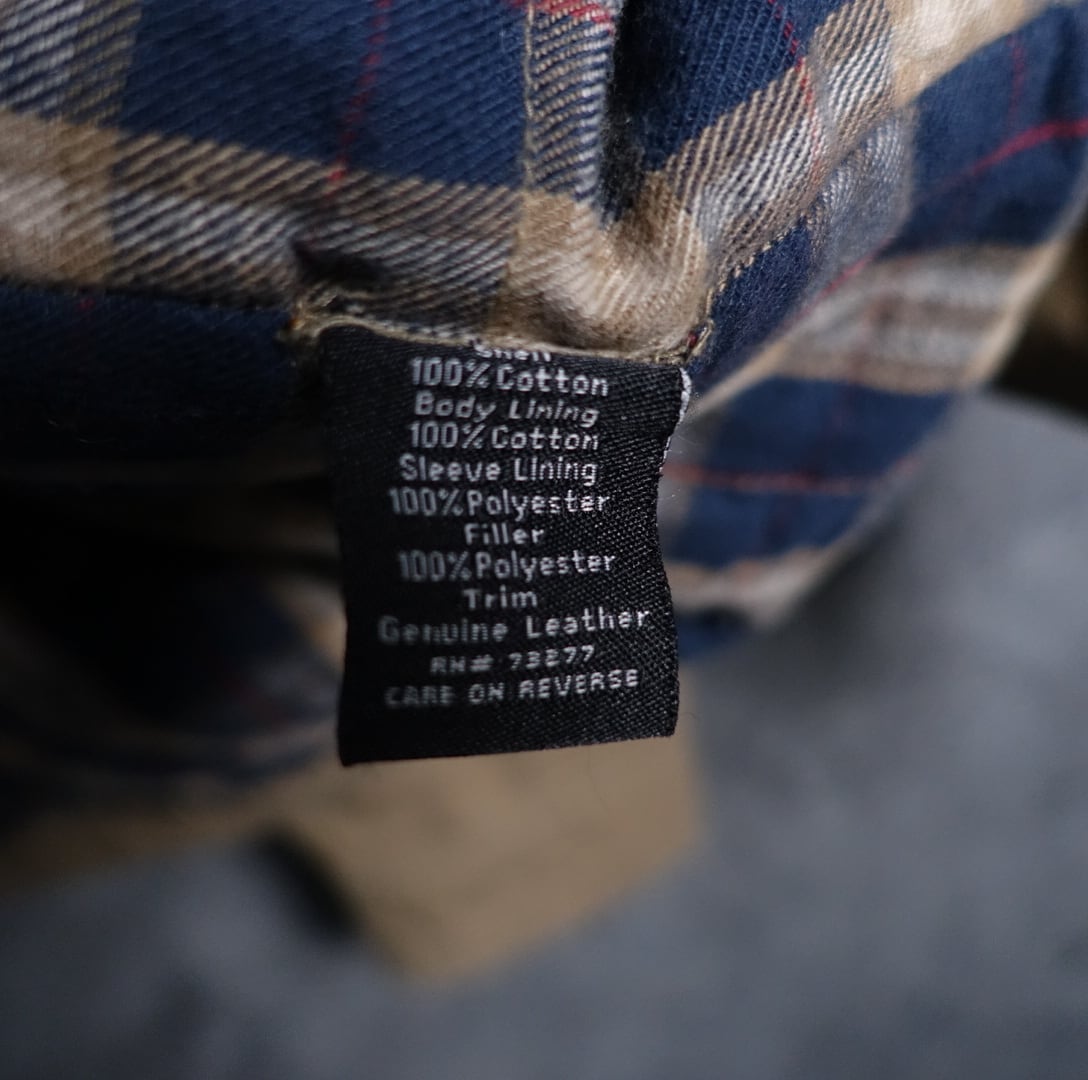 Shell
100% Cotton
Body Lining
100% Cotton
Sleeve Lining
100% Polyester
Filler
100% Polyester
Trim
Genuine Leather
RN# 73277
CARE ON REVERSE